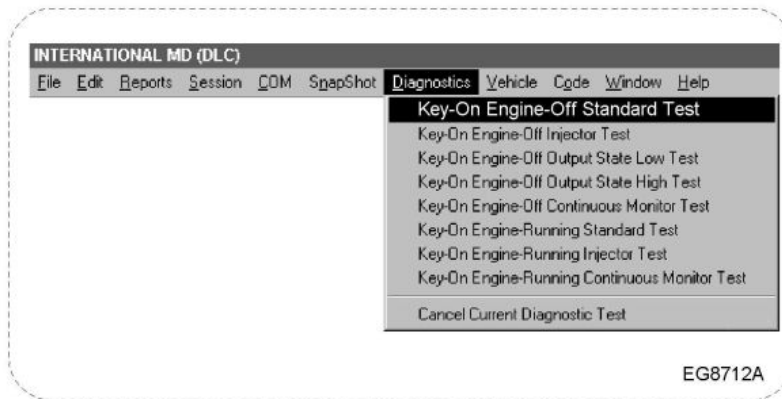 INTERNATIONAL MD (DLC)
File Edit Reports Session COM SnapShot Diagnostics Vehicle Code Window Help
Key-On Engine-Off Standard Test
Key-On Engine-Off Injector Test
Key-On Engine-Off Output State Low Test
Key-On Engine-Off Output State High Test
Key-On Engine-Off Continuous Monitor Test
Key-On Engine-Running Standard Test
Key-On Engine-Running Injector Test
Key-On Engine-Running Continuous Monitor Test
Cancel Current Diagnostic Test
EG8712A